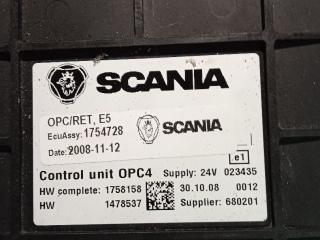 SCANIA
OPC/RET, E5
EcuAssy: 1754728
SCANIA
Date: 2008-11-12
e1
Control unit OPC4 Supply: 24V 023435
HW complete: 1758158 30.10.08 0012
HW 1478537 Supplier: 680201